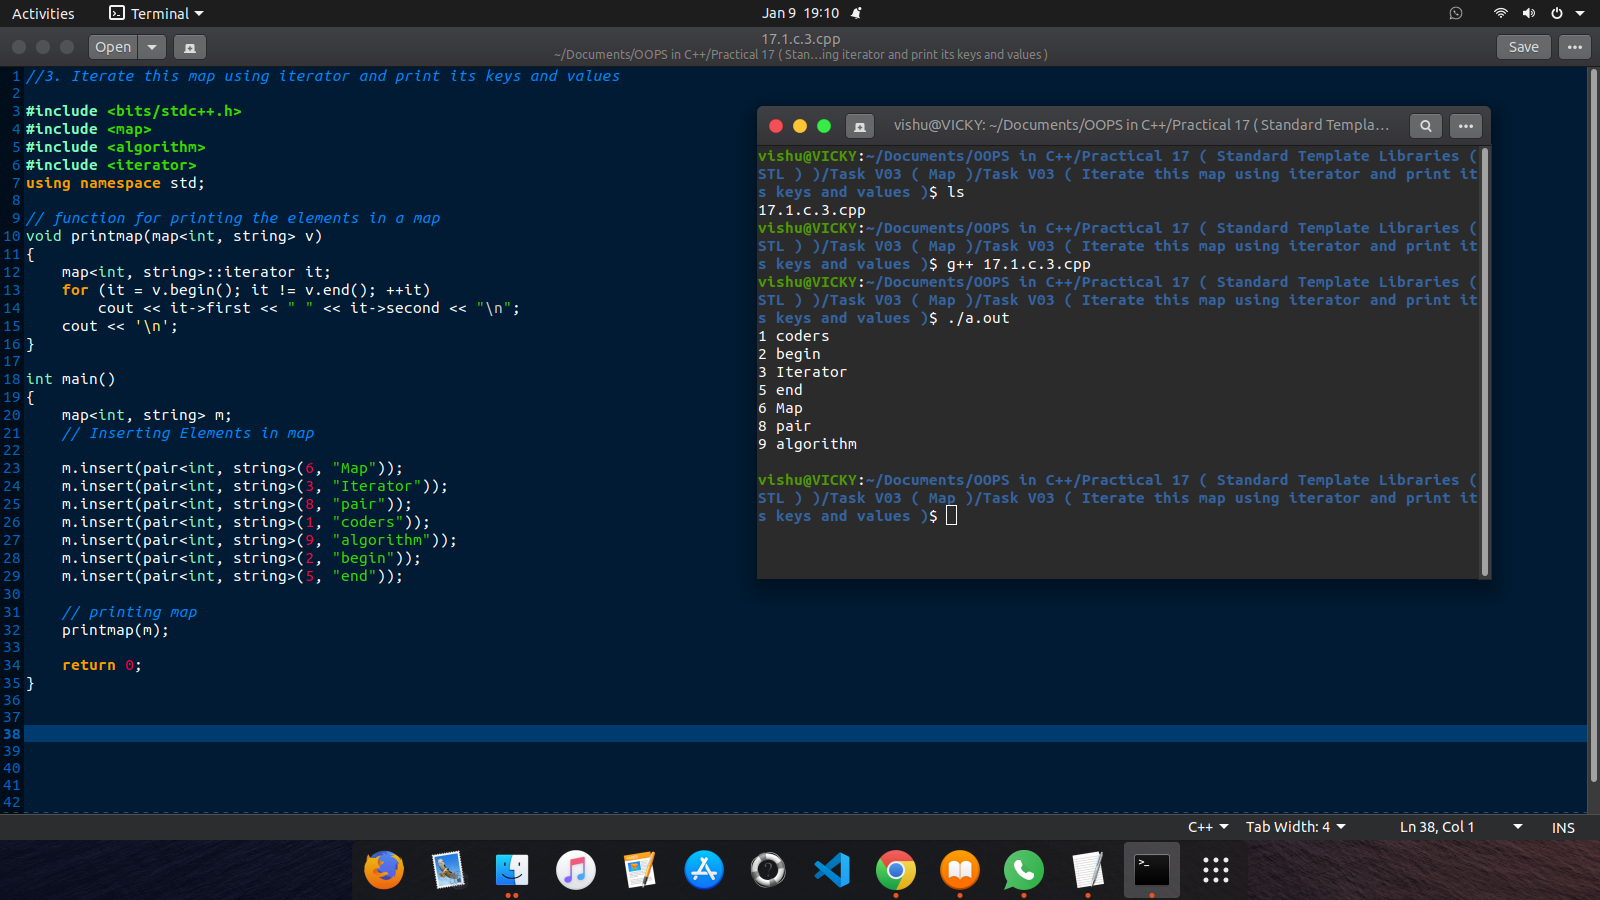 Activities Terminal Jan 9 19:10
Open 17.1.c.3.cpp Save
~/Documents/OOPS in C++/Practical 17 ( Stan…ing iterator and print its keys and values )
1 //3. Iterate this map using iterator and print its keys and values
2
3 #include <bits/stdc++.h>
4 #include <map>
5 #include <algorithm>
6 #include <iterator>
7 using namespace std;
8
9 // function for printing the elements in a map
10 void printmap(map<int, string> v)
11 {
12     map<int, string>::iterator it;
13     for (it = v.begin(); it != v.end(); ++it)
14         cout << it->first << " " << it->second << "\n";
15     cout << '\n';
16 }
17
18 int main()
19 {
20     map<int, string> m;
21     // Inserting Elements in map
22
23     m.insert(pair<int, string>(6, "Map"));
24     m.insert(pair<int, string>(3, "Iterator"));
25     m.insert(pair<int, string>(8, "pair"));
26     m.insert(pair<int, string>(1, "coders"));
27     m.insert(pair<int, string>(9, "algorithm"));
28     m.insert(pair<int, string>(2, "begin"));
29     m.insert(pair<int, string>(5, "end"));
30
31     // printing map
32     printmap(m);
33
34     return 0;
35 }
36
37
38
39
40
41
42
vishu@VICKY: ~/Documents/OOPS in C++/Practical 17 ( Standard Templa…
vishu@VICKY:~/Documents/OOPS in C++/Practical 17 ( Standard Template Libraries (
STL ) )/Task V03 ( Map )/Task V03 ( Iterate this map using iterator and print it
s keys and values )$ ls
17.1.c.3.cpp
vishu@VICKY:~/Documents/OOPS in C++/Practical 17 ( Standard Template Libraries (
STL ) )/Task V03 ( Map )/Task V03 ( Iterate this map using iterator and print it
s keys and values )$ g++ 17.1.c.3.cpp
vishu@VICKY:~/Documents/OOPS in C++/Practical 17 ( Standard Template Libraries (
STL ) )/Task V03 ( Map )/Task V03 ( Iterate this map using iterator and print it
s keys and values )$ ./a.out
1 coders
2 begin
3 Iterator
5 end
6 Map
8 pair
9 algorithm
vishu@VICKY:~/Documents/OOPS in C++/Practical 17 ( Standard Template Libraries (
STL ) )/Task V03 ( Map )/Task V03 ( Iterate this map using iterator and print it
s keys and values )$
C++ Tab Width: 4 Ln 38, Col 1 INS